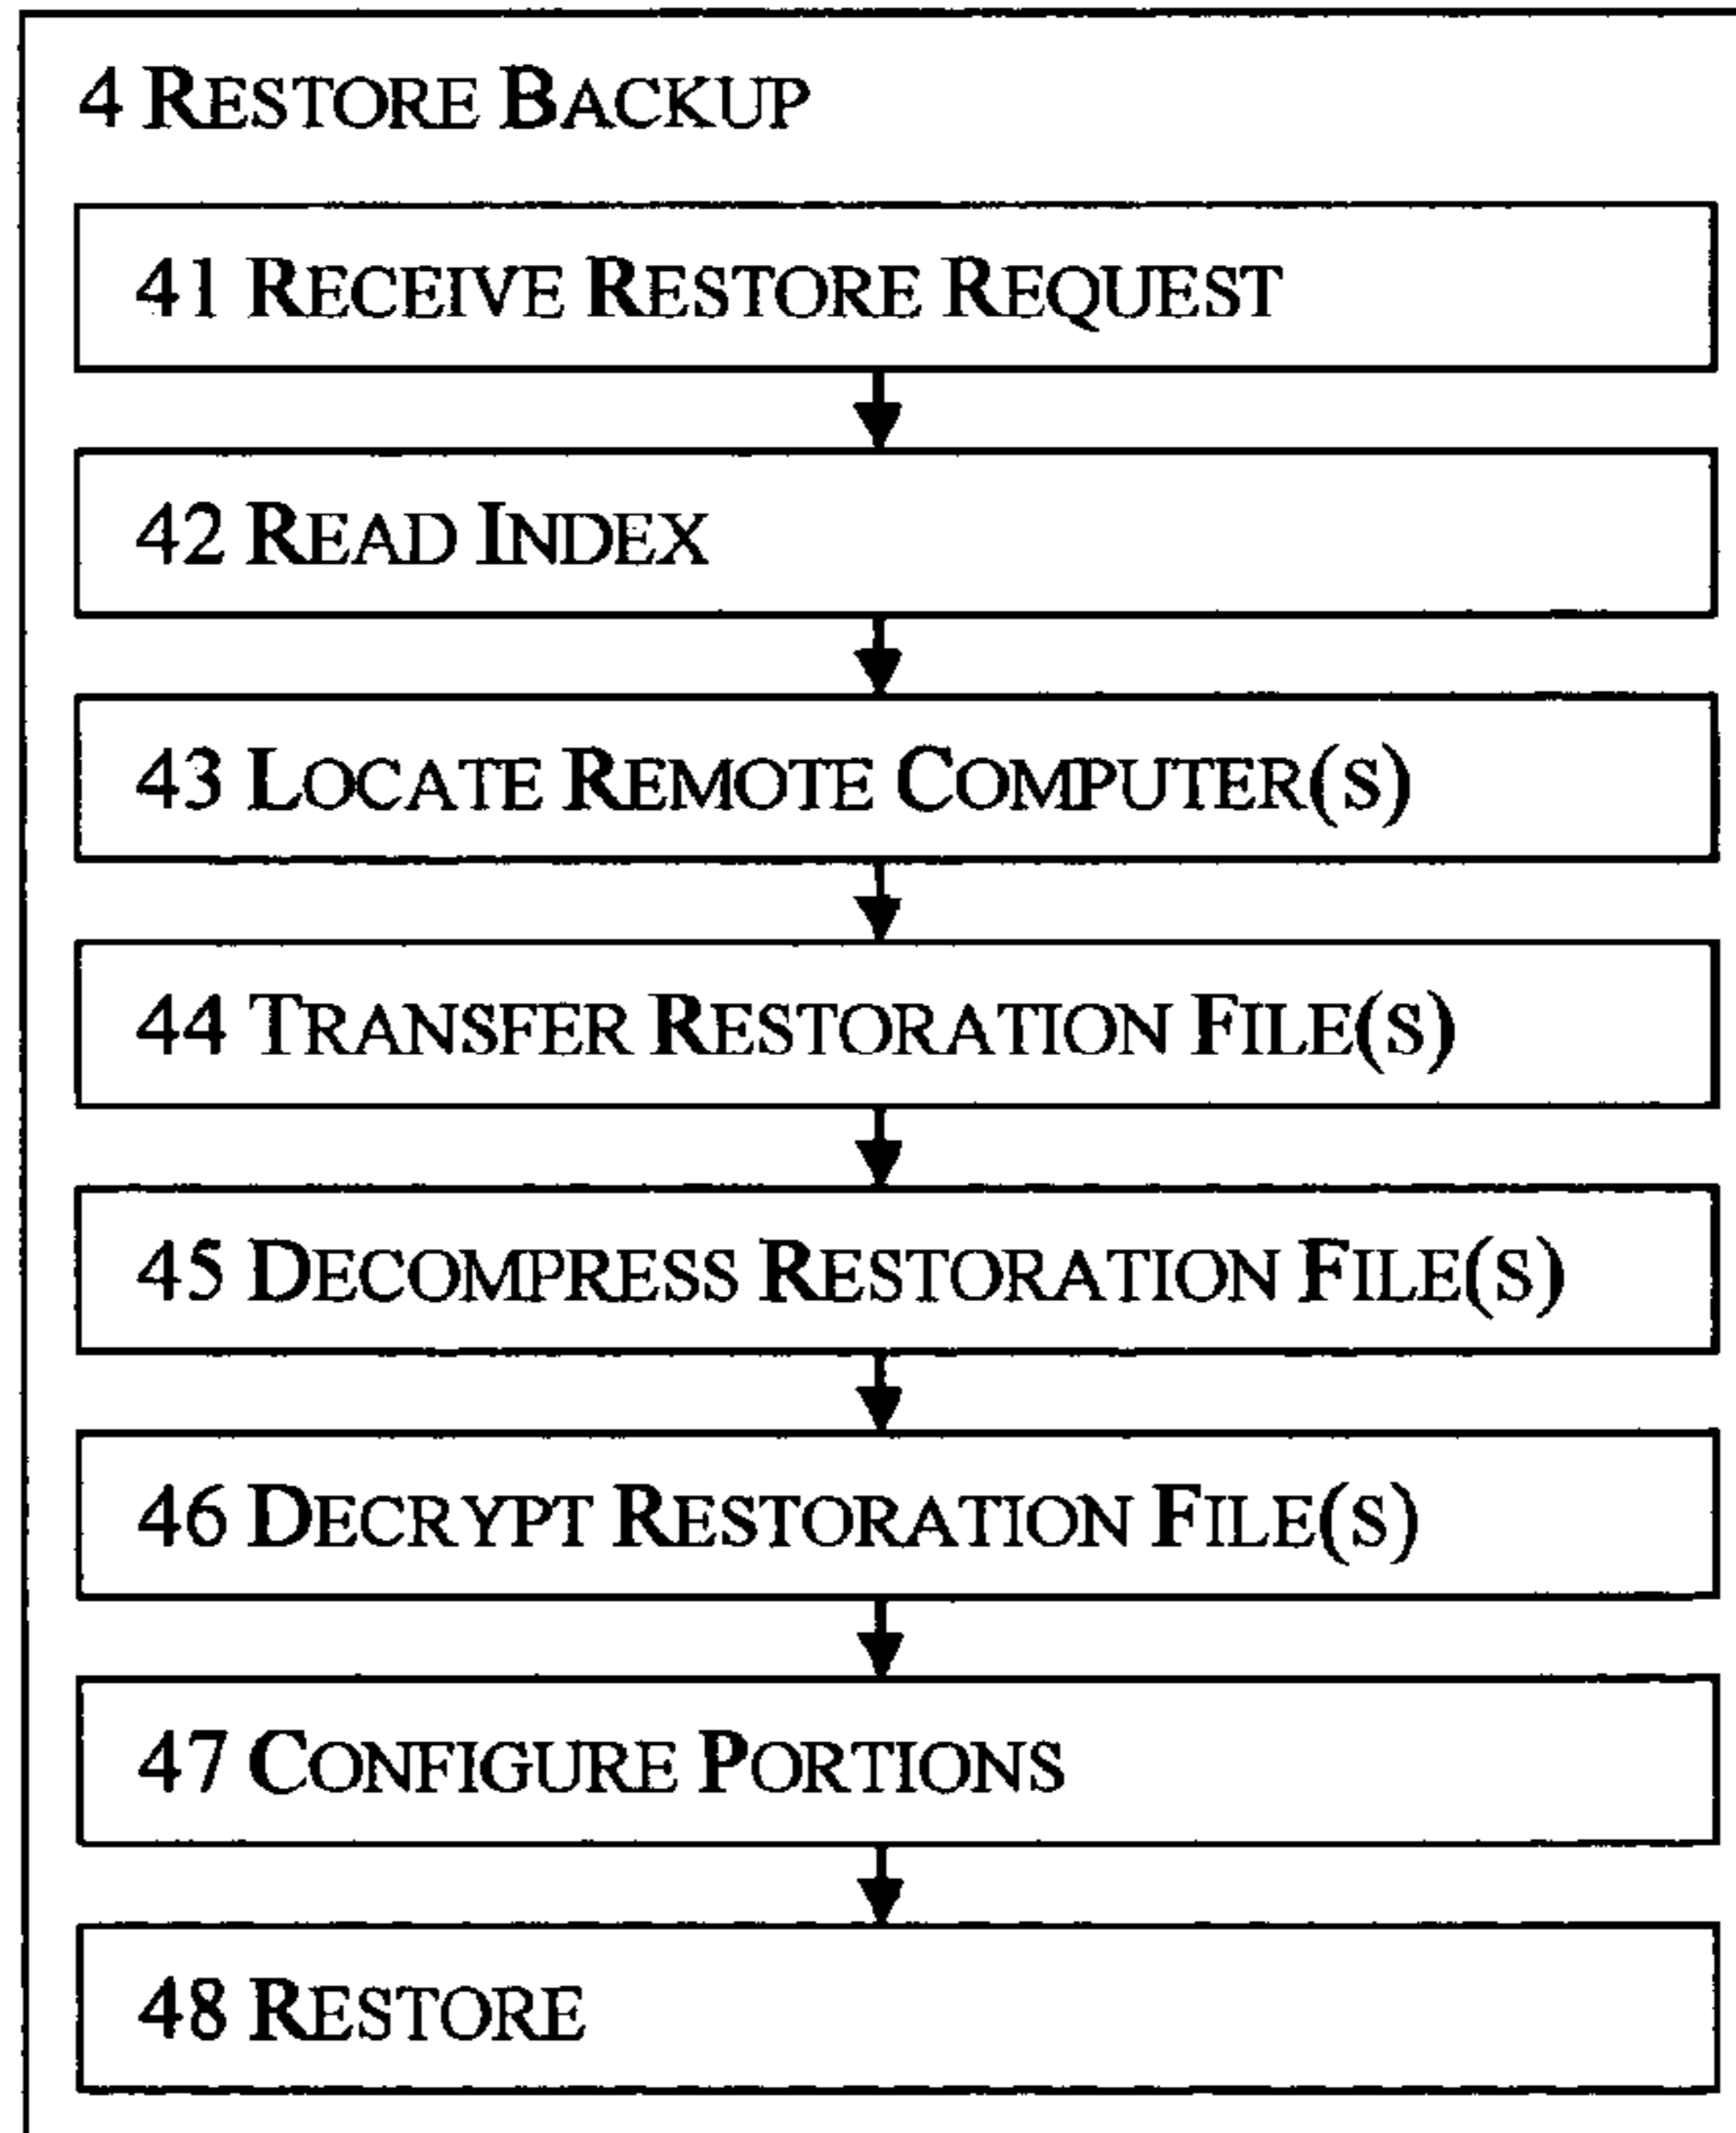 4 RESTORE BACKUP
41 RECEIVE RESTORE REQUEST
42 READ INDEX
43 LOCATE REMOTE COMPUTER(S)
44 TRANSFER RESTORATION FILE(S)
45 DECOMPRESS RESTORATION FILE(S)
46 DECRYPT RESTORATION FILE(S)
47 CONFIGURE PORTIONS
48 RESTORE